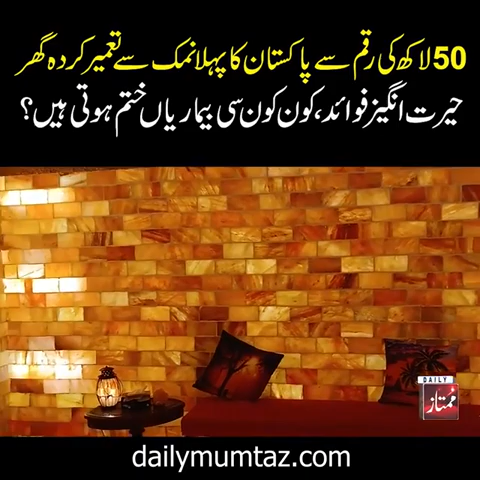 50 لاکھ کی رقم سے پاکستان کا پہلا نمک سے تعمیر کردہ گھر
حیرت انگیز فوائد، کون کون سی بیماریاں ختم ہوتی ہیں؟
DAILY
ممتاز
dailymumtaz.com